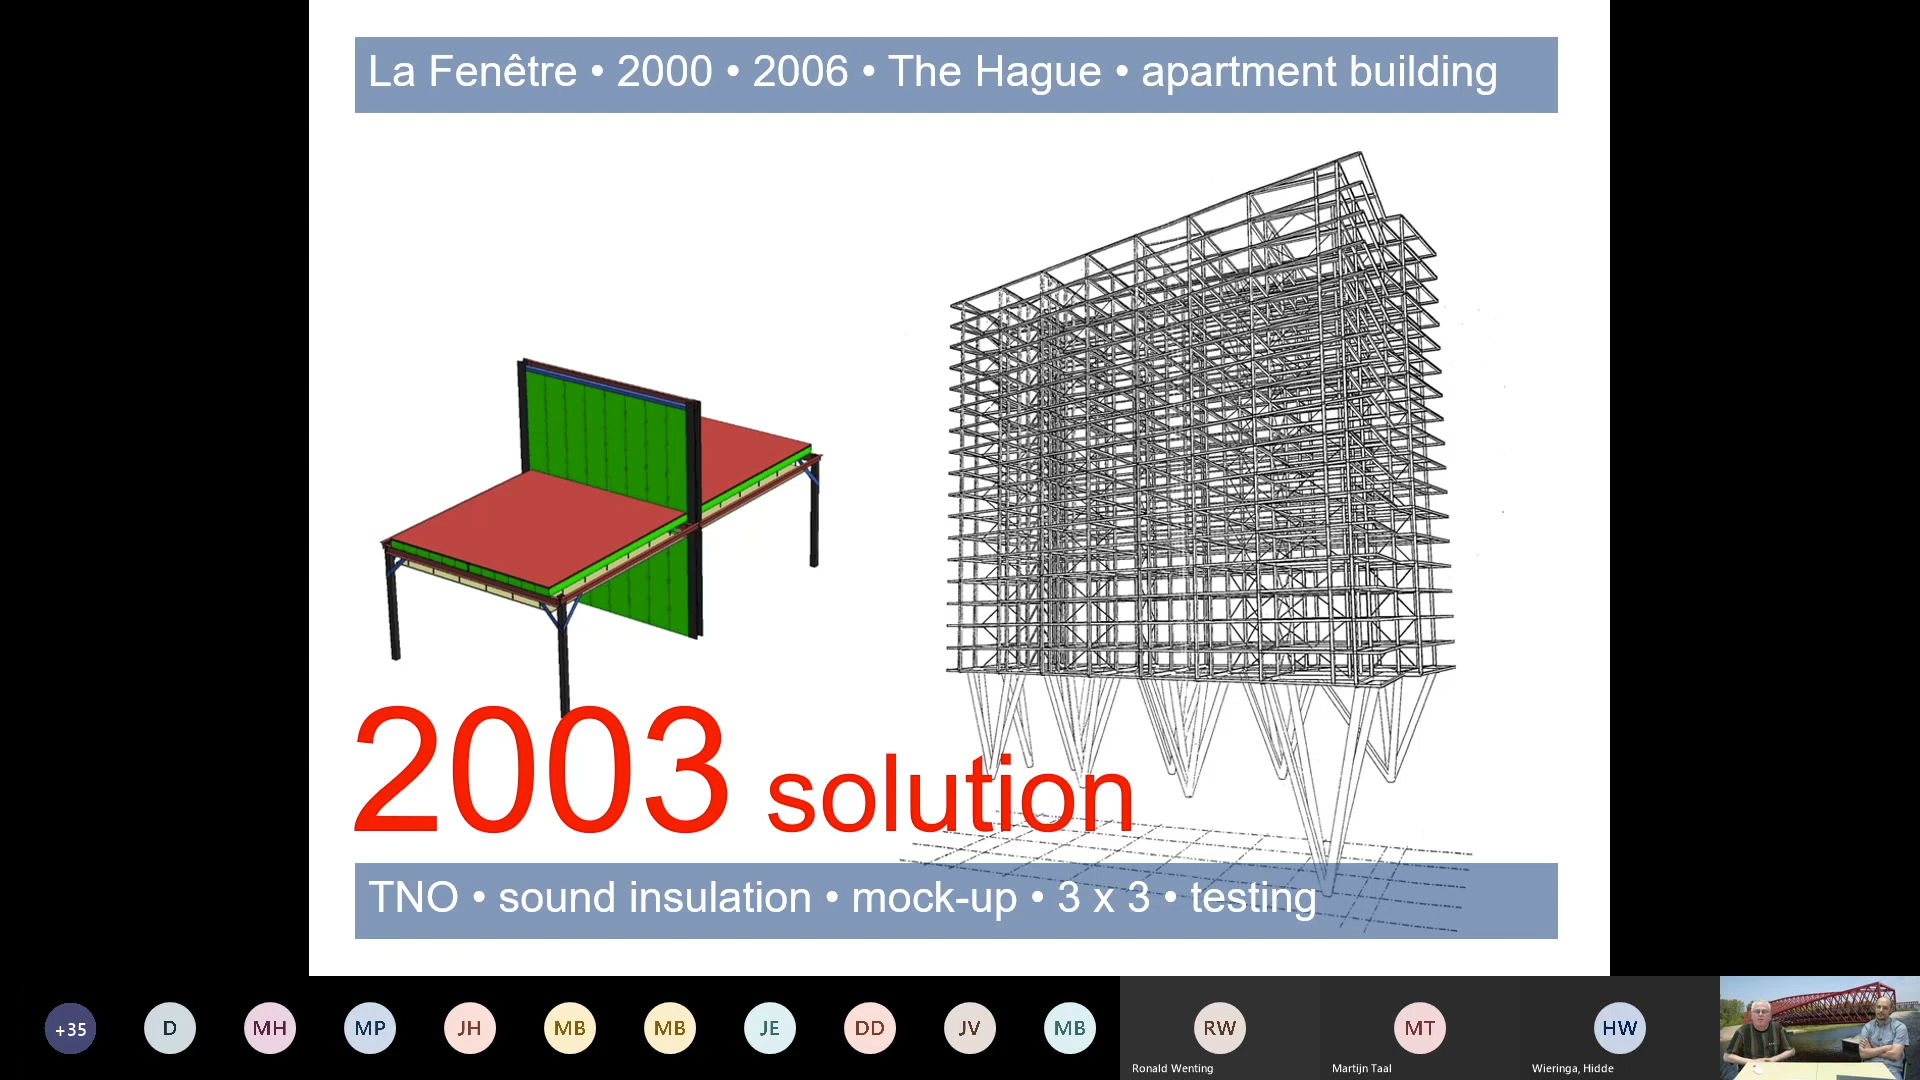 La Fenêtre • 2000 • 2006 • The Hague • apartment building
2003 solution
TNO • sound insulation • mock-up • 3 x 3 • testing
+35
D
MH
MP
JH
MB
MB
JE
DD
JV
MB
RW
MT
HW
Ronald Wenting
Martijn Taal
Wieringa, Hidde